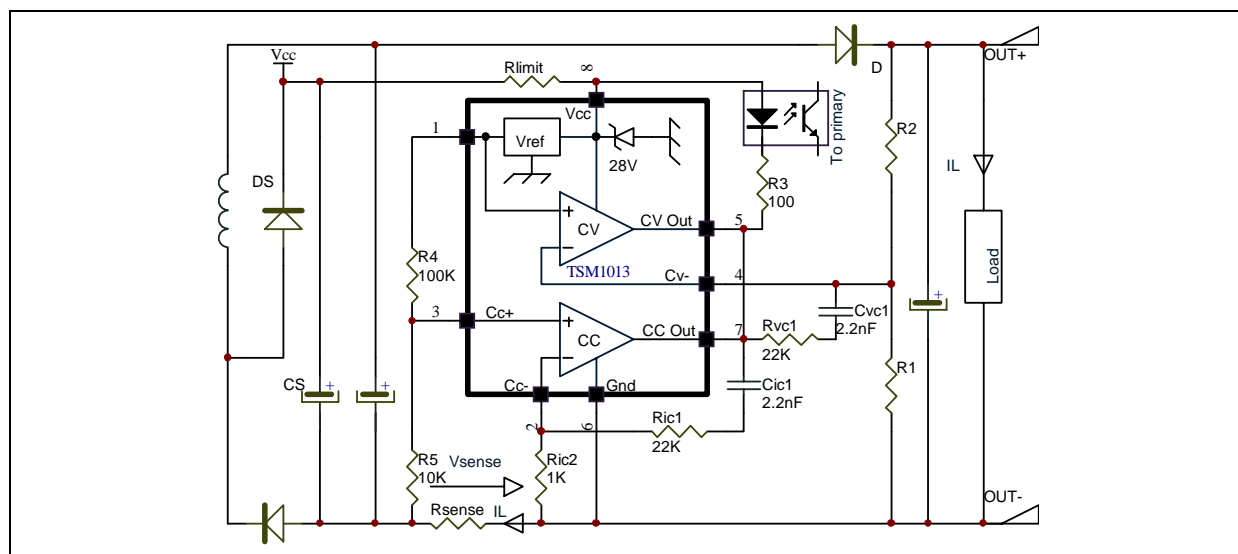 Vcc
Rlimit
∞
D
OUT+
1
Vcc
Vref
28V
To primary
R2
IL
DS
R3
100
CV
CV Out
5
R4
100K
TSM1013
Cv-
4
Load
3
Cc+
CC
CC Out
7
Cvc1
2.2nF
Rvc1
22K
R1
CS
Cc-
Gnd
Cic1
2.2nF
2
6
Ric1
22K
R5
10K
Vsense
Ric2
1K
Rsense
IL
OUT-